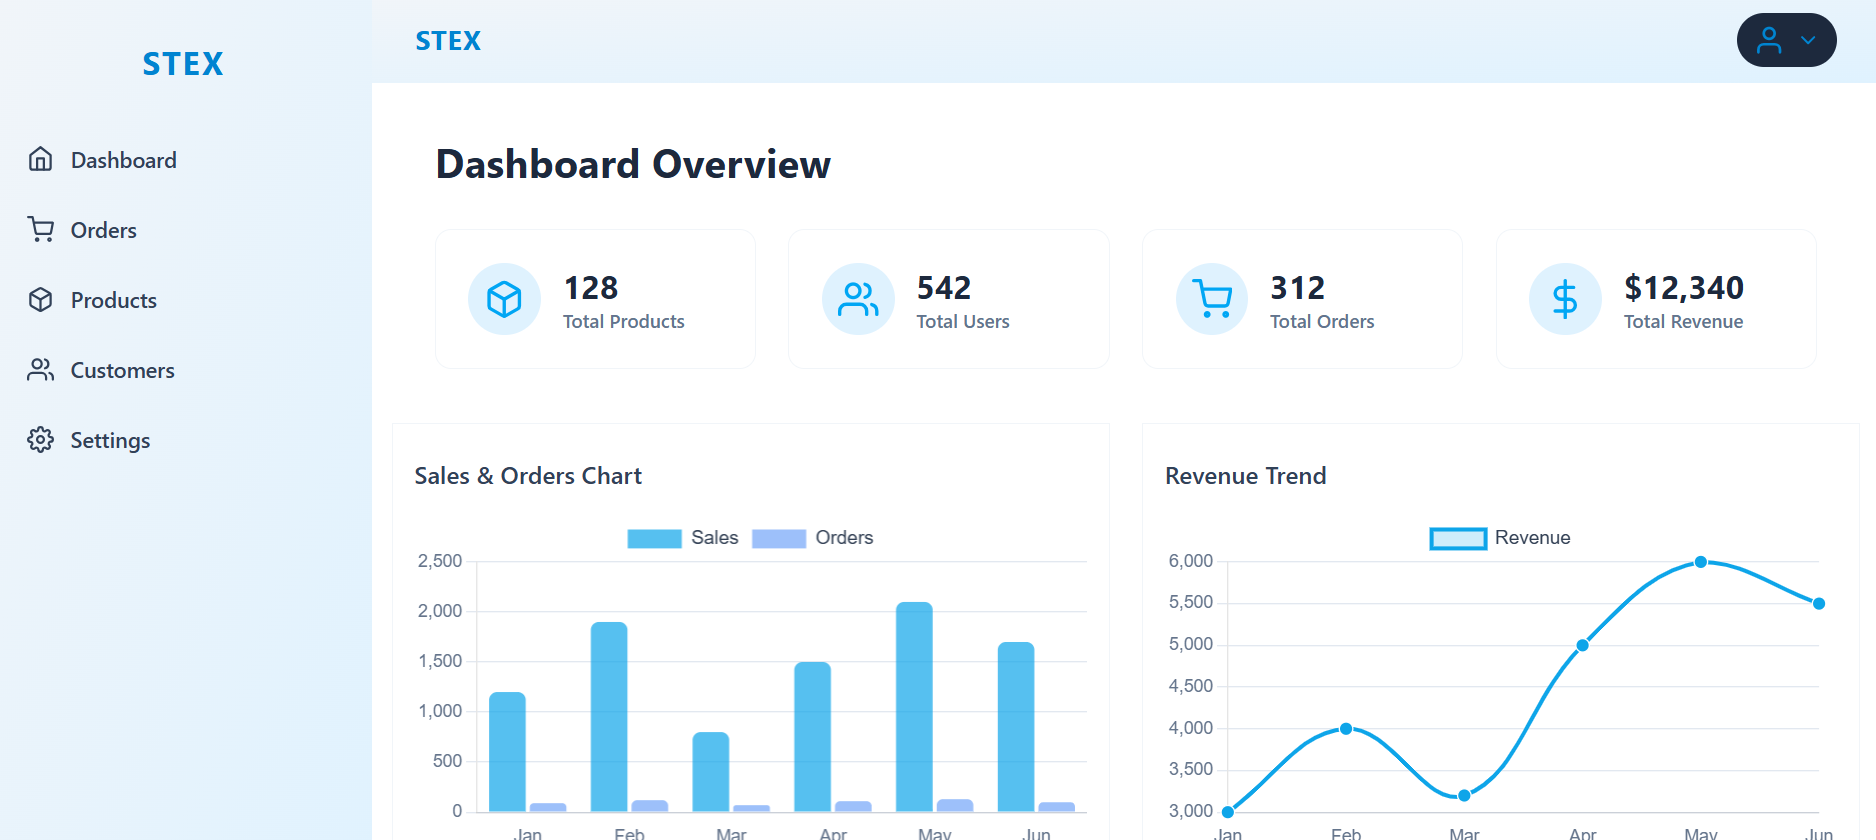 STEX
Dashboard
Orders
Products
Customers
Settings
STEX
Dashboard Overview
128
Total Products
542
Total Users
312
Total Orders
$12,340
Total Revenue
Sales & Orders Chart
Sales Orders
2,500
2,000
1,500
1,000
500
0
Jan Feb Mar Apr May Jun
Revenue Trend
Revenue
6,000
5,500
5,000
4,500
4,000
3,500
3,000
Jan Feb Mar Apr May Jun